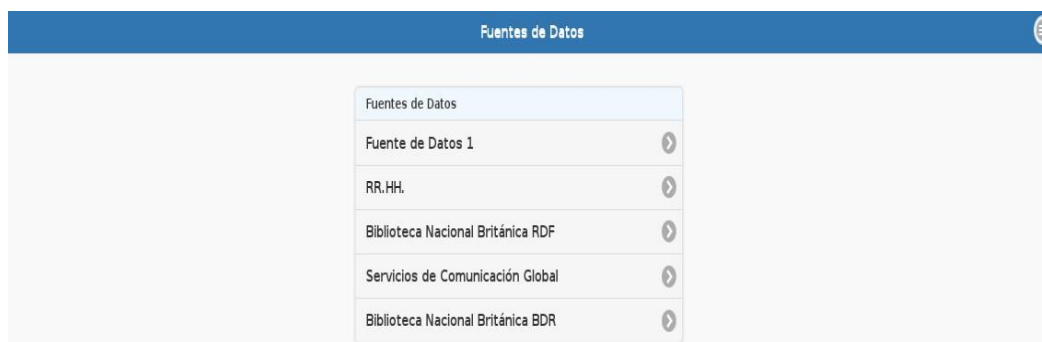 Fuentes de Datos
Fuentes de Datos
Fuente de Datos 1
RR.HH.
Biblioteca Nacional Británica RDF
Servicios de Comunicación Global
Biblioteca Nacional Británica BDR